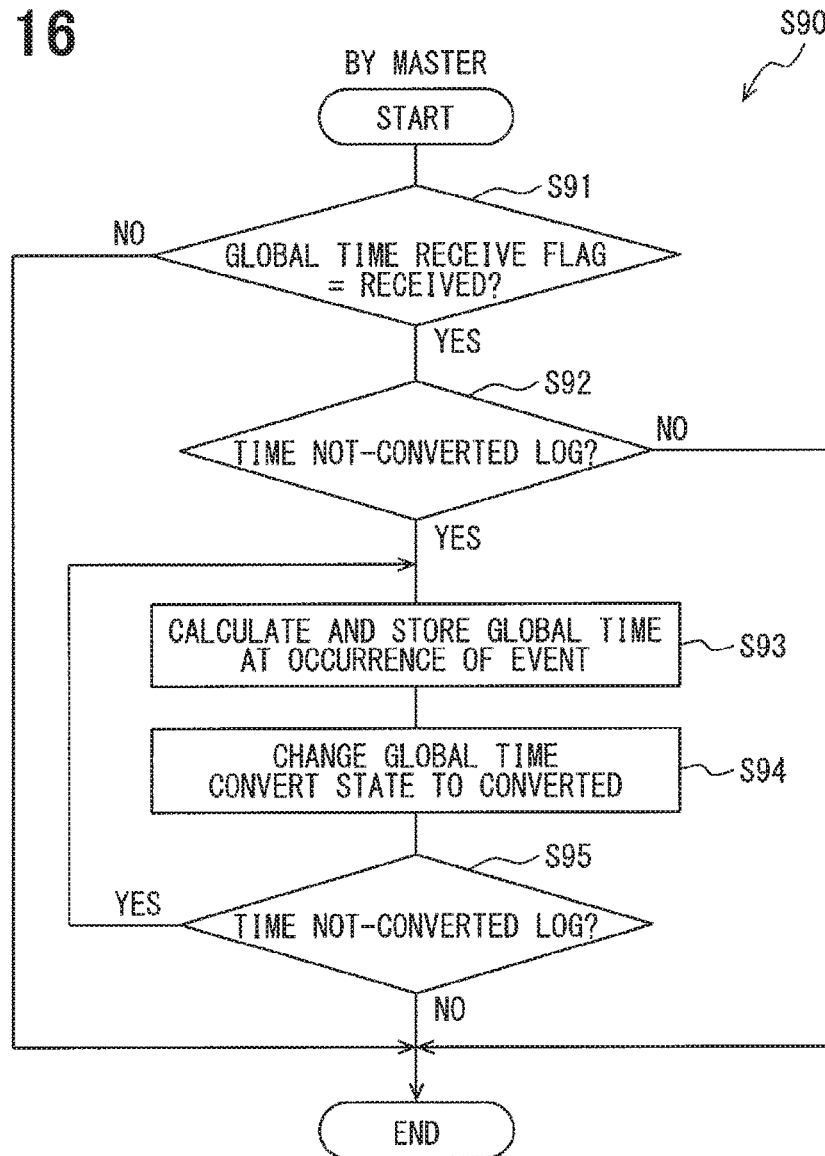 16
S90
BY MASTER
START
S91
NO
GLOBAL TIME RECEIVE FLAG
= RECEIVED?
YES
S92
NO
TIME NOT-CONVERTED LOG?
YES
CALCULATE AND STORE GLOBAL TIME
AT OCCURRENCE OF EVENT
S93
CHANGE GLOBAL TIME
CONVERT STATE TO CONVERTED
S94
S95
YES
TIME NOT-CONVERTED LOG?
NO
END